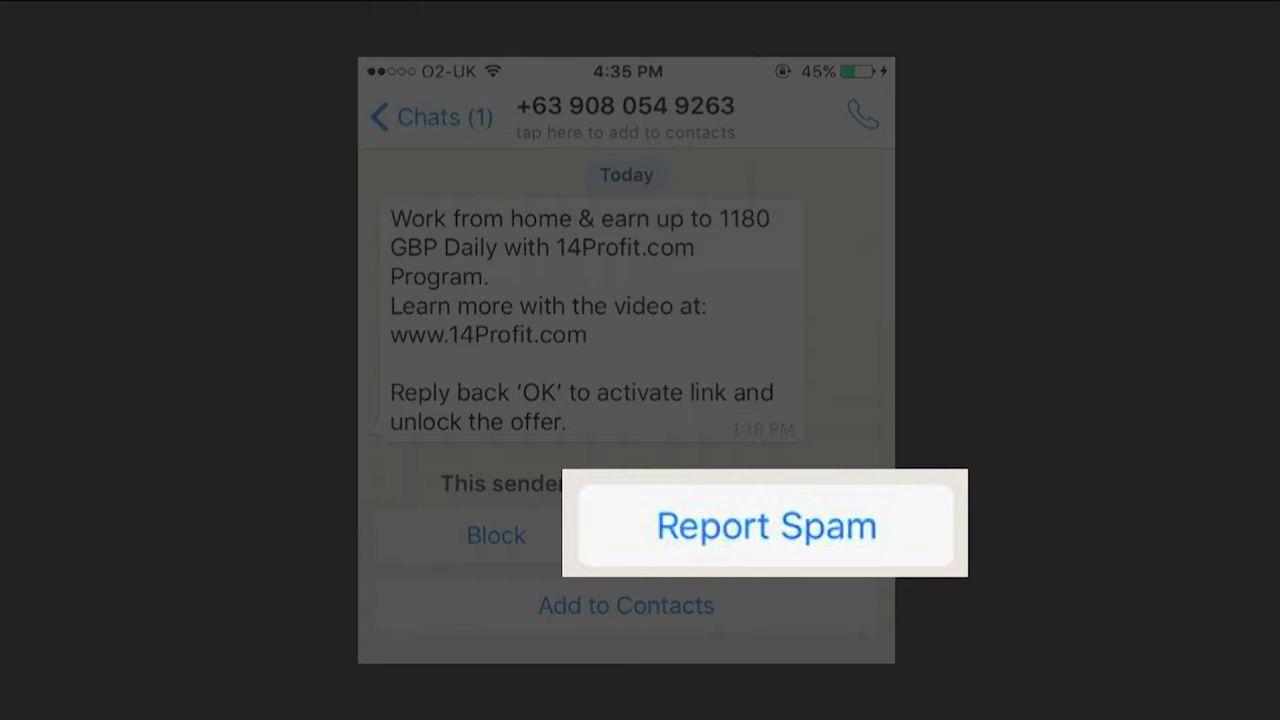 O2-UK 4:35 PM 45%
Chats (1) +63 908 054 9263
tap here to add to contacts
Today
Work from home & earn up to 1180
GBP Daily with 14Profit.com
Program.
Learn more with the video at:
www.14Profit.com
Reply back ‘OK’ to activate link and
unlock the offer.
1:18 PM
This sender
Block Report Spam
Add to Contacts